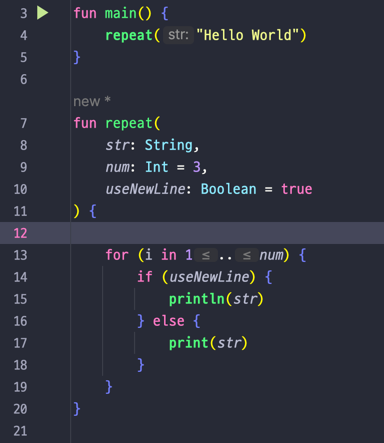 3 fun main() {
4 repeat( str: "Hello World")
5 }
6
new *
7 fun repeat(
8 str: String,
9 num: Int = 3,
10 useNewLine: Boolean = true
11 ) {
12
13 for (i in 1 ≤ .. ≤ num) {
14 if (useNewLine) {
15 println(str)
16 } else {
17 print(str)
18 }
19 }
20 }
21